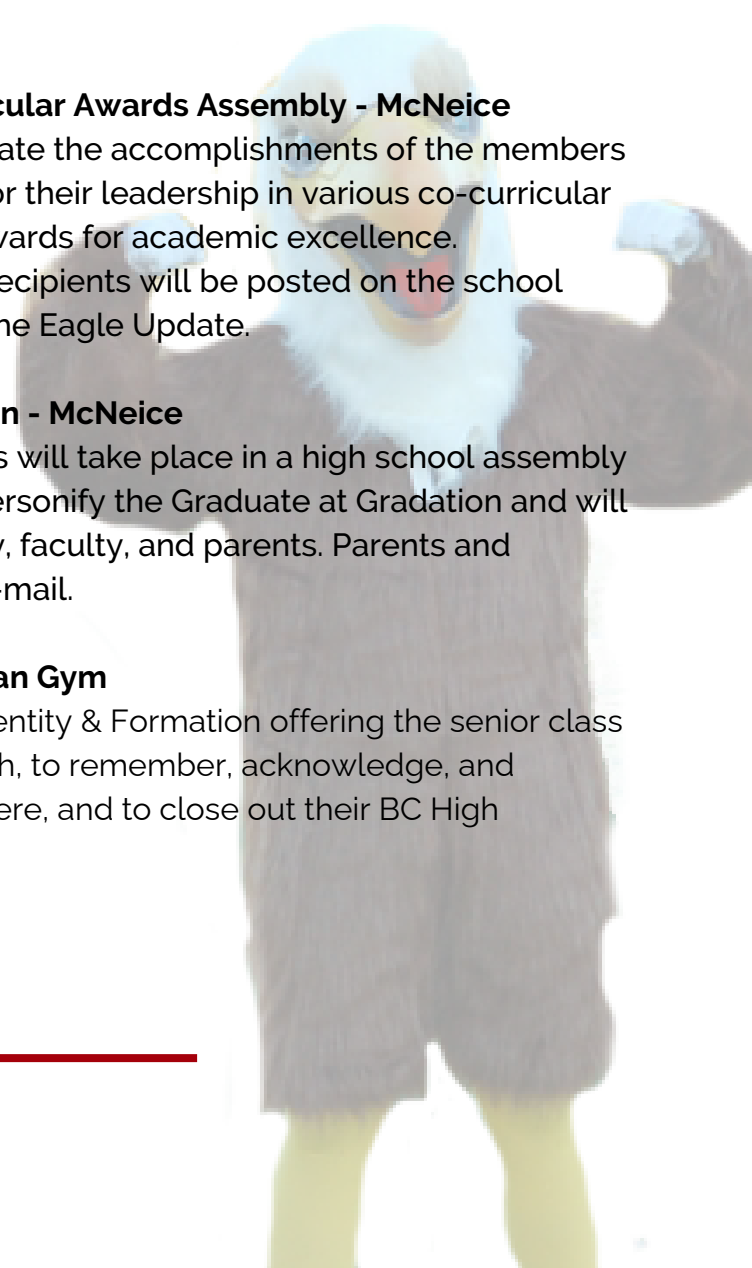 cular Awards Assembly - McNeice
ate the accomplishments of the members
or their leadership in various co-curricular
wards for academic excellence.
ecipients will be posted on the school
he Eagle Update.
n - McNeice
s will take place in a high school assembly
ersonify the Graduate at Gradation and will
y, faculty, and parents. Parents and
-mail.
an Gym
entity & Formation offering the senior class
h, to remember, acknowledge, and
ere, and to close out their BC High